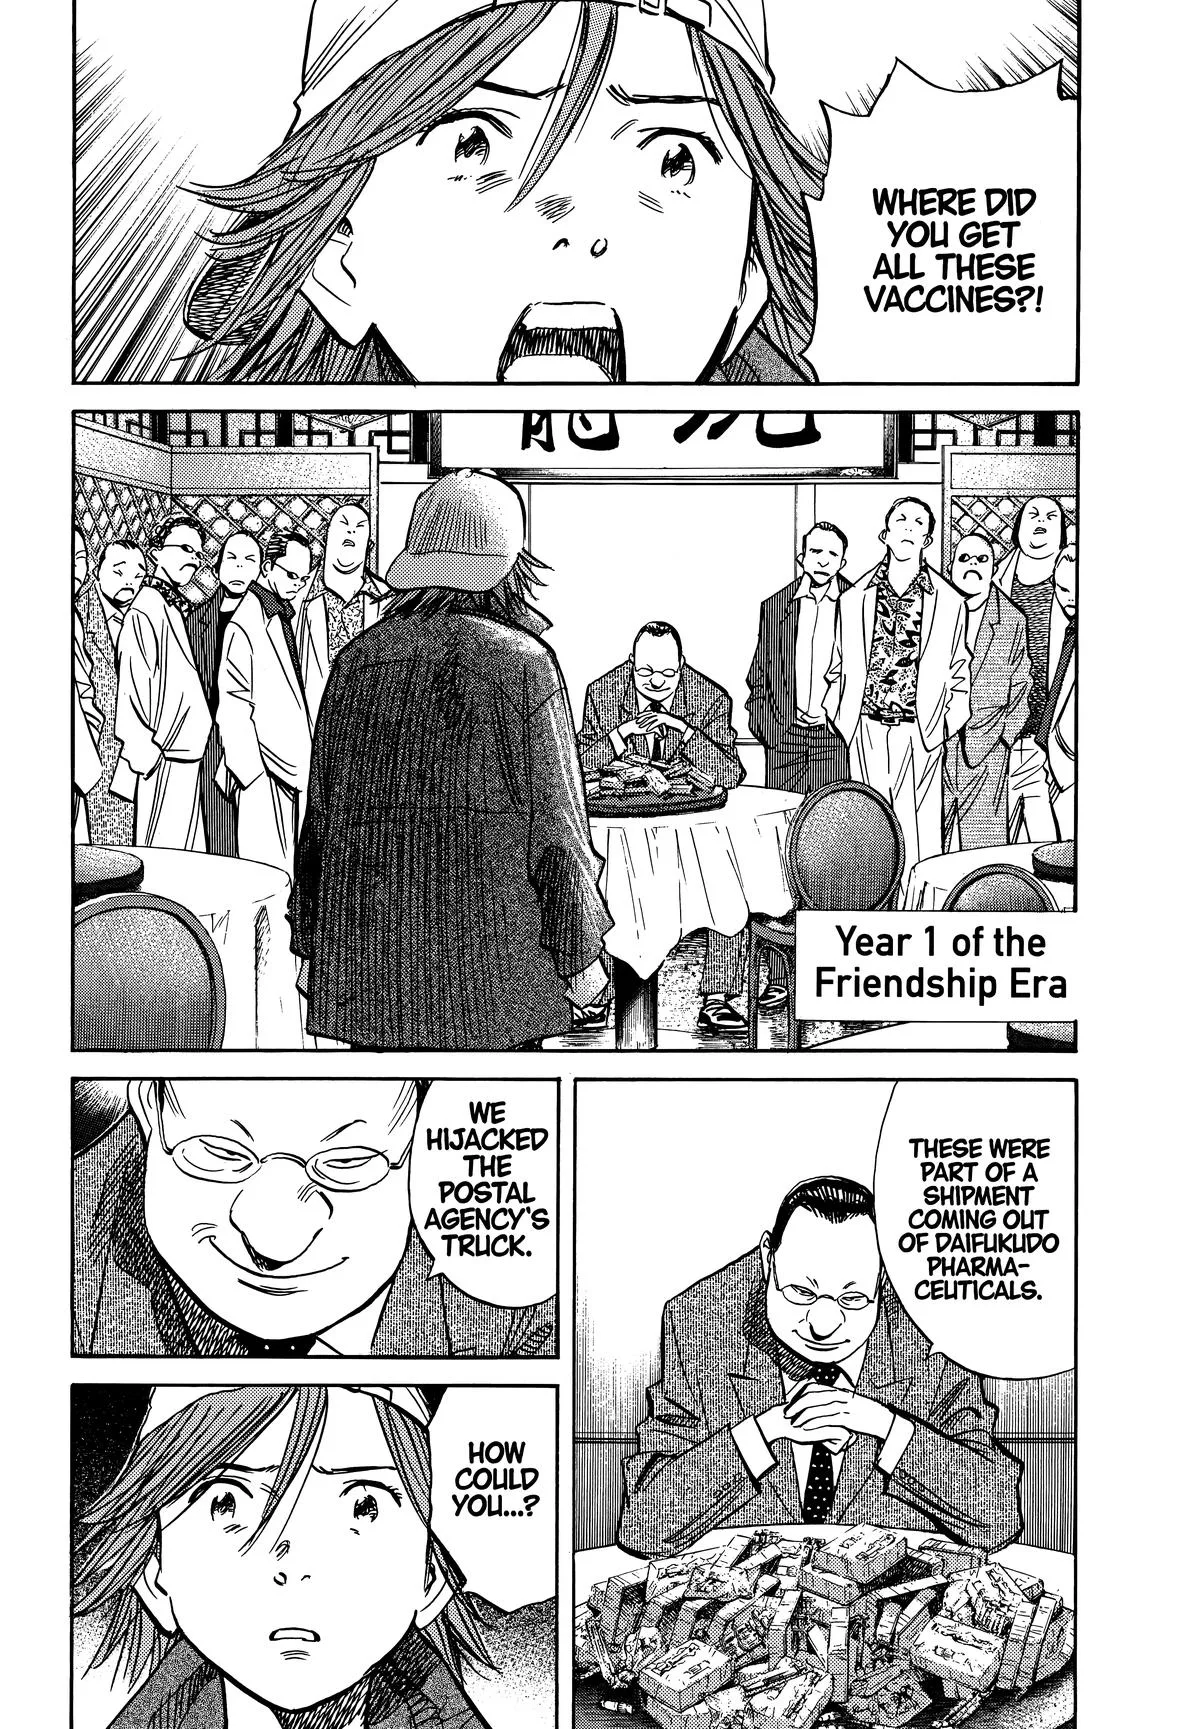 WHERE DID
YOU GET
ALL THESE
VACCINES?!
Year 1 of the
Friendship Era
THESE WERE
PART OF A
SHIPMENT
COMING OUT
OF DAIFUKUDO
PHARMA-
CEUTICALS.
WE
HIJACKED
THE
POSTAL
AGENCY'S
TRUCK.
HOW
COULD
YOU...?